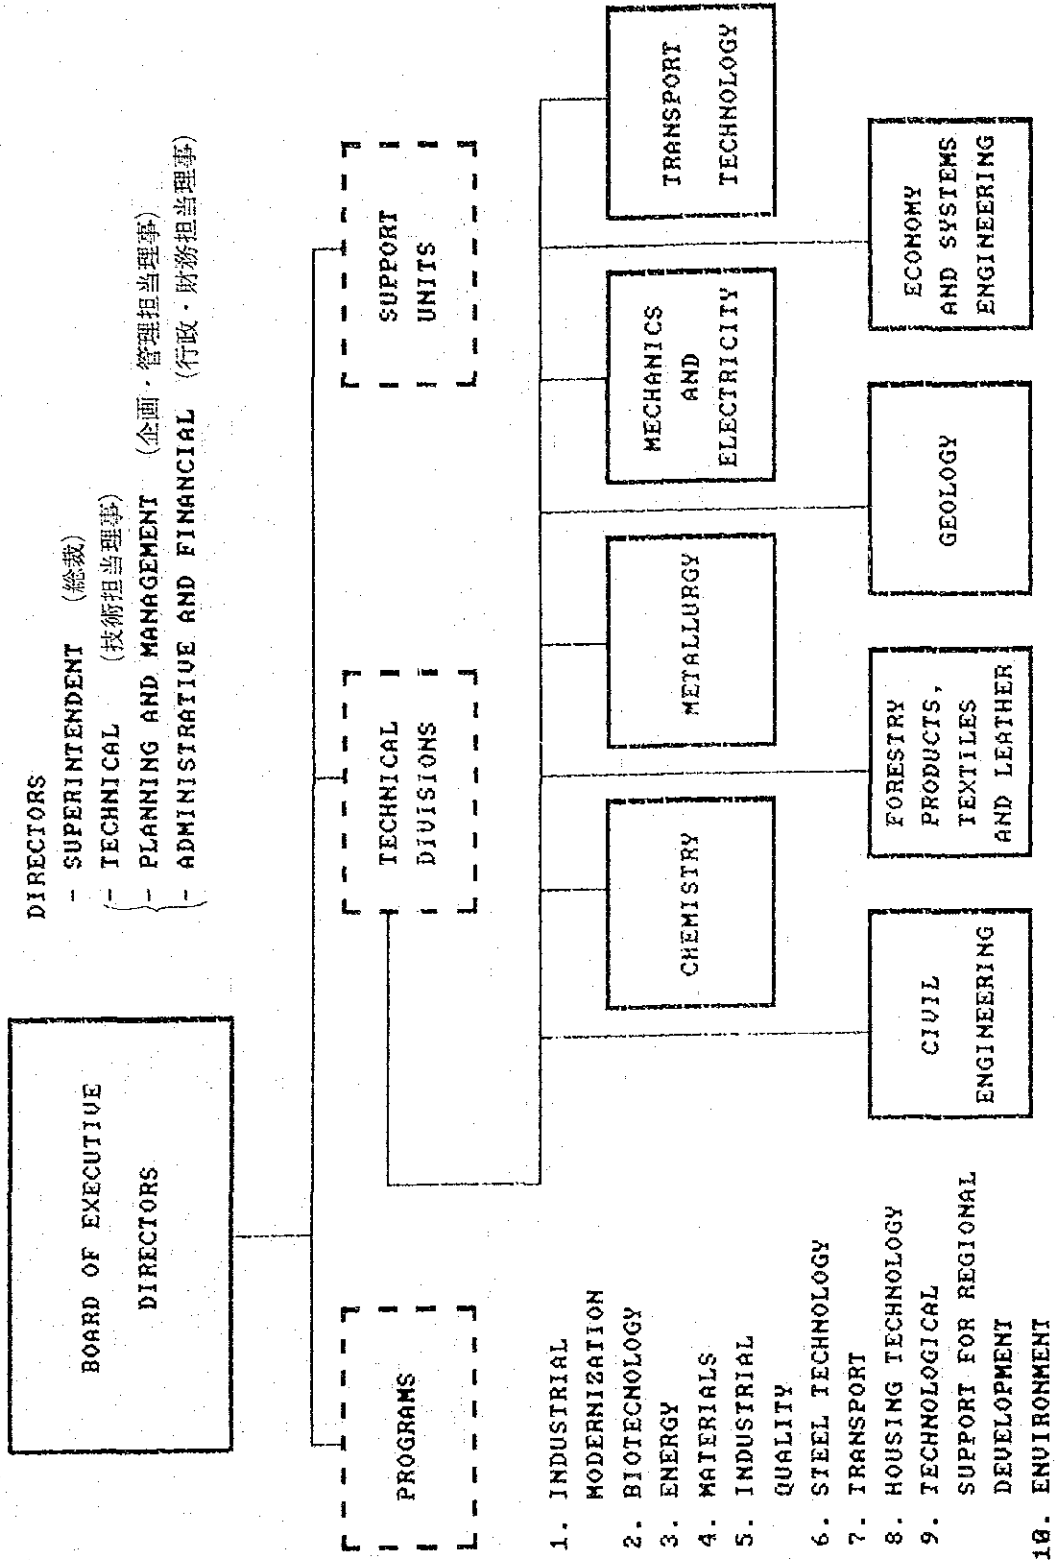 BOARD OF EXECUTIVE
DIRECTORS
DIRECTORS
- SUPERINTENDENT (総裁)
- TECHNICAL (技術担当理事)
- PLANNING AND MANAGEMENT (企画・管理担当理事)
- ADMINISTRATIVE AND FINANCIAL (行政・財務担当理事)
PROGRAMS
TECHNICAL
DIVISIONS
SUPPORT
UNITS
1. INDUSTRIAL
MODERNIZATION
2. BIOTECNOLOGY
3. ENERGY
4. MATERIALS
5. INDUSTRIAL
QUALITY
6. STEEL TECHNOLOGY
7. TRANSPORT
8. HOUSING TECHNOLOGY
9. TECHNOLOGICAL
SUPPORT FOR REGIONAL
DEVELOPMENT
10. ENVIRONMENT
CHEMISTRY
METALLURGY
MECHANICS
AND
ELECTRICITY
TRANSPORT
TECHNOLOGY
CIVIL
ENGINEERING
FORESTRY
PRODUCTS,
TEXTILES
AND LEATHER
GEOLOGY
ECONOMY
AND SYSTEMS
ENGINEERING